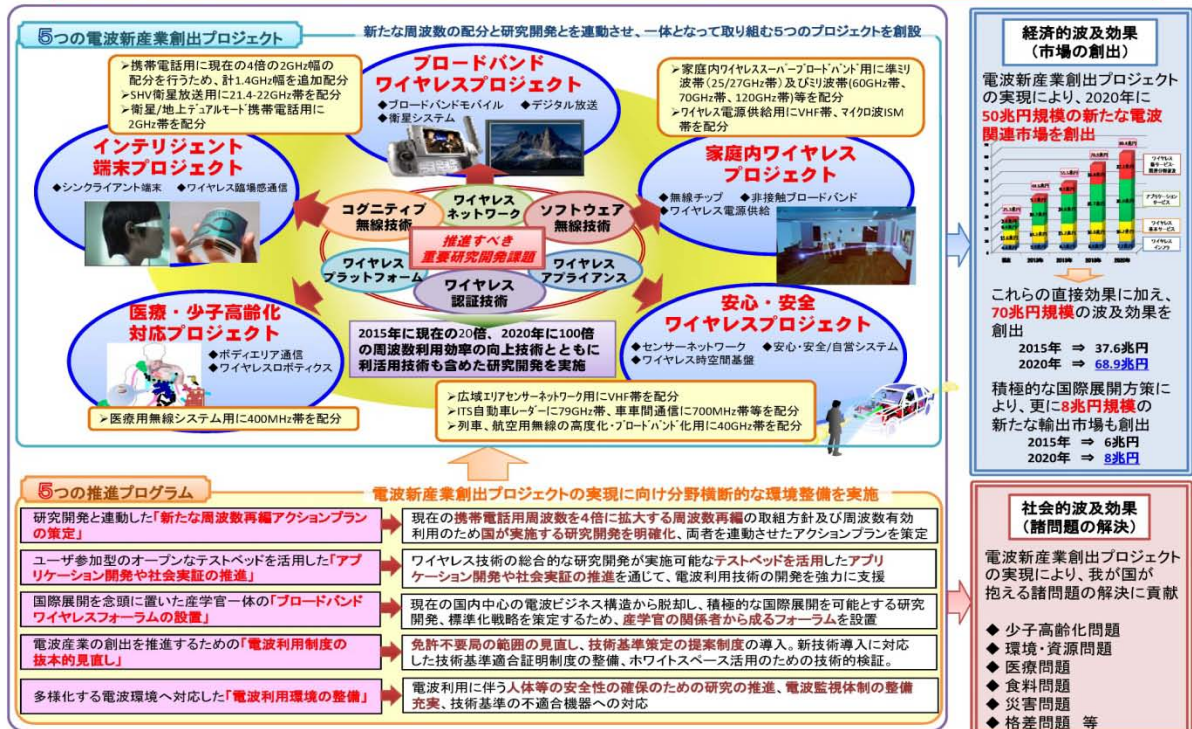 5つの電波新産業創出プロジェクト
新たな周波数の配分と研究開発とを連動させ、一体となって取り組む5つのプロジェクトを創設
➢携帯電話用に現在の4倍の2GHz幅の
配分を行うため、計1.4GHz幅を追加配分
➢SHV衛星放送用に21.4-22GHz帯を配分
➢衛星/地上デュアルモード携帯電話用に
2GHz帯を配分
ブロードバンド
ワイヤレスプロジェクト
◆ブロードバンドモバイル ◆デジタル放送
◆衛星システム
➢家庭内ワイヤレススーパーブロードバンド用に準ミリ
波帯(25/27GHz帯)及びミリ波帯(60GHz帯、
70GHz帯、120GHz帯)等を配分
➢ワイヤレス電源供給用にVHF帯、マイクロ波ISM
帯を配分
インテリジェント
端末プロジェクト
◆シンクライアント端末 ◆ワイヤレス臨場感通信
家庭内ワイヤレス
プロジェクト
◆無線チップ ◆非接触ブロードバンド
◆ワイヤレス電源供給
コグニティブ
無線技術
ワイヤレス
ネットワーク
ソフトウェア
無線技術
推進すべき
重要研究開発課題
ワイヤレス
プラットフォーム
ワイヤレス
認証技術
ワイヤレス
アプライアンス
医療・少子高齢化
対応プロジェクト
◆ボディエリア通信
◆ワイヤレスロボティクス
➢医療用無線システム用に400MHz帯を配分
2015年に現在の20倍、2020年に100倍
の周波数利用効率の向上技術とともに
利活用技術も含めた研究開発を実施
安心・安全
ワイヤレスプロジェクト
◆センサーネットワーク ◆安心・安全/自営システム
◆ワイヤレス時空間基盤
➢広域エリアセンサーネットワーク用にVHF帯を配分
➢ITS自動車レーダーに79GHz帯、車車間通信に700MHz帯等を配分
➢列車、航空用無線の高度化・ブロードバンド化用に40GHz帯を配分
5つの推進プログラム
電波新産業創出プロジェクトの実現に向け分野横断的な環境整備を実施
研究開発と連動した「新たな周波数再編アクションプラン
の策定」
現在の携帯電話用周波数を4倍に拡大する周波数再編の取組方針及び周波数有効
利用のため国が実施する研究開発を明確化、両者を連動させたアクションプランを策定
ユーザ参加型のオープンなテストベッドを活用した「アプ
リケーション開発や社会実証の推進」
ワイヤレス技術の総合的な研究開発が実施可能なテストベッドを活用したアプリ
ケーション開発や社会実証の推進を通じて、電波利用技術の開発を強力に支援
国際展開を念頭に置いた産学官一体の「ブロードバンド
ワイヤレスフォーラムの設置」
現在の国内中心の電波ビジネス構造から脱却し、積極的な国際展開を可能とする研究
開発、標準化戦略を策定するため、産学官の関係者から成るフォーラムを設置
電波産業の創出を推進するための「電波利用制度の
抜本的見直し」
免許不要局の範囲の見直し、技術基準策定の提案制度の導入。新技術導入に対応
した技術基準適合証明制度の整備、ホワイトスペース活用のための技術的検証。
多様化する電波環境へ対応した「電波利用環境の整備」
電波利用に伴う人体等の安全性の確保のための研究の推進、電波監視体制の整備
充実、技術基準の不適合機器への対応
経済的波及効果
(市場の創出)
電波新産業創出プロジェクト
の実現により、2020年に
50兆円規模の新たな電波
関連市場を創出
アプリケーション
サービス
ワイヤレス
基本サービス
ワイヤレス
インフラ
これらの直接効果に加え、
70兆円規模の波及効果を
創出
2015年 ⇒ 37.6兆円
2020年 ⇒ 68.9兆円
積極的な国際展開方策に
より、更に8兆円規模の
新たな輸出市場も創出
2015年 ⇒ 6兆円
2020年 ⇒ 8兆円
社会的波及効果
(諸問題の解決)
電波新産業創出プロジェクト
の実現により、我が国が
抱える諸問題の解決に貢献
◆ 少子高齢化問題
◆ 環境・資源問題
◆ 医療問題
◆ 食料問題
◆ 災害問題
◆ 格差問題 等